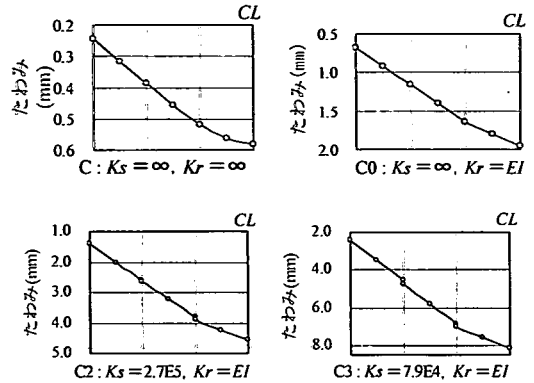 CL
0.2
0.3
0.4
0.5
0.6
たわみ
(mm)
C : Ks = ∞, Kr = ∞
CL
0.5
1.0
1.5
2.0
たわみ (mm)
C0 : Ks = ∞, Kr = EI
CL
1.0
2.0
3.0
4.0
5.0
たわみ (mm)
C2 : Ks = 2.7E5, Kr = EI
CL
2.0
4.0
6.0
8.0
たわみ (mm)
C3 : Ks = 7.9E4, Kr = EI